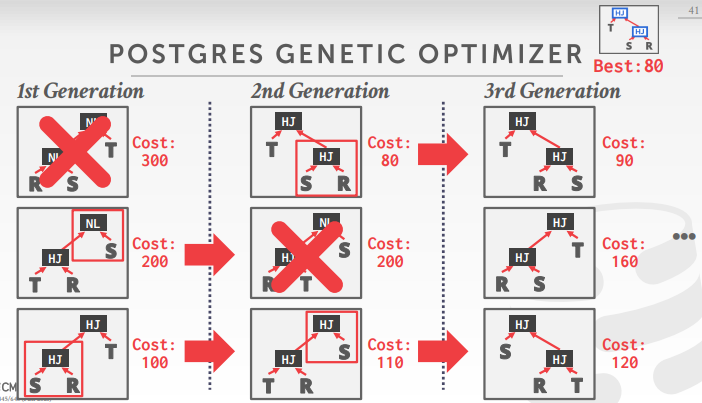 41
HJ
T
HJ
S R
Best:80
POSTGRES GENETIC OPTIMIZER
1st Generation
2nd Generation
3rd Generation
NL
NL
T
R S
Cost:
300
HJ
T
HJ
S R
Cost:
80
HJ
T
HJ
R S
Cost:
90
NL
HJ
S
T R
Cost:
200
NL
HJ
S
R T
Cost:
200
HJ
HJ
T
R S
Cost:
160
•••
HJ
HJ
T
S R
Cost:
100
HJ
HJ
S
T R
Cost:
110
HJ
S
HJ
R T
Cost:
120